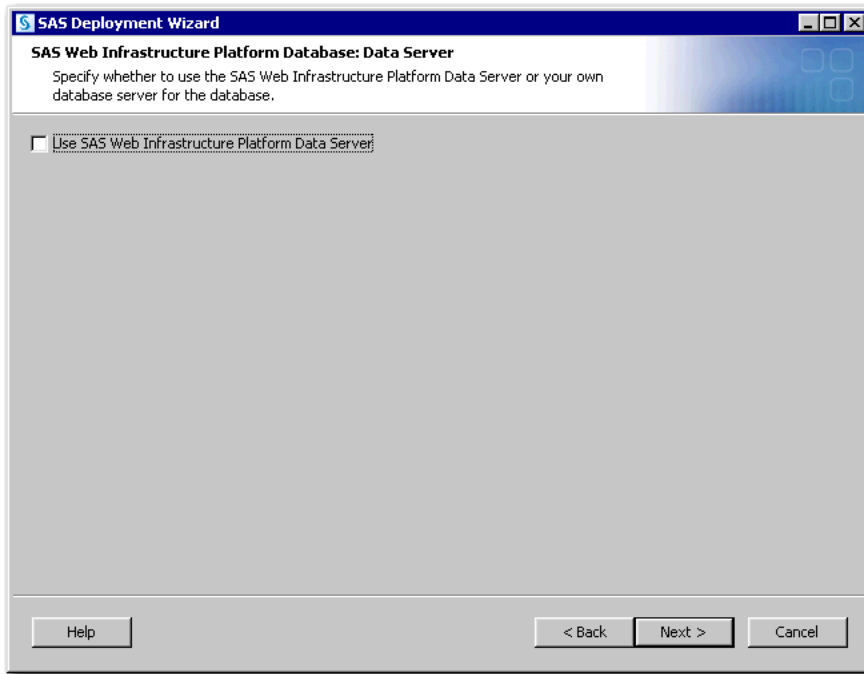 SAS Deployment Wizard
SAS Web Infrastructure Platform Database: Data Server
Specify whether to use the SAS Web Infrastructure Platform Data Server or your own
database server for the database.
Use SAS Web Infrastructure Platform Data Server
Help
< Back
Next >
Cancel